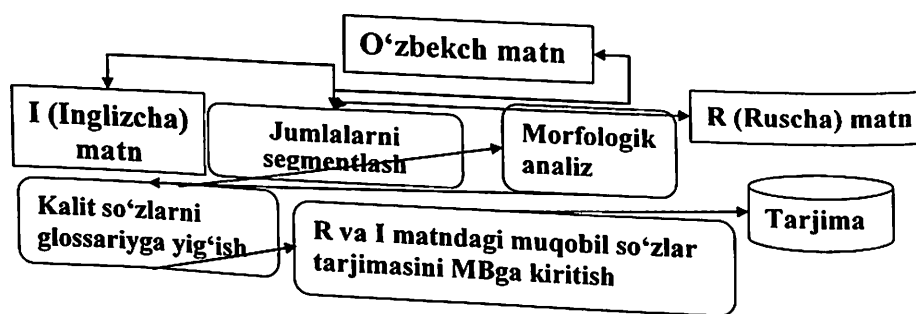 O‘zbekch matn
I (Inglizcha)
matn
Jumlalarni
segmentlash
Morfologik
analiz
R (Ruscha) matn
Kalit so‘zlarni
glossariyga yig‘ish
R va I matndagi muqobil so‘zlar
tarjimasini MBga kiritish
Tarjima